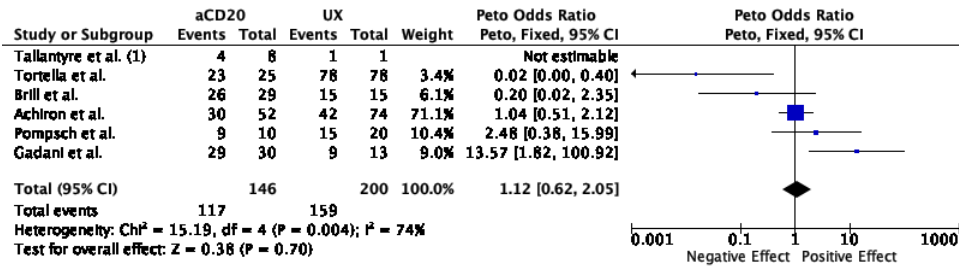 aCD20 UX Peto Odds Ratio Peto Odds Ratio
Study or Subgroup Events Total Events Total Weight Peto, Fixed, 95% CI Peto, Fixed, 95% CI
Tallantyre et al. (1) 4 8 1 1 Not estimable
Tortella et al. 23 25 78 78 3.4% 0.02 [0.00, 0.40]
Brill et al. 26 29 15 15 6.1% 0.20 [0.02, 2.35]
Achiron et al. 30 52 42 74 71.1% 1.04 [0.51, 2.12]
Pompsch et al. 9 10 15 20 10.4% 2.48 [0.38, 15.99]
Gadani et al. 29 30 9 13 9.0% 13.57 [1.82, 100.92]
Total (95% CI) 146 200 100.0% 1.12 [0.62, 2.05]
Total events 117 159
Heterogeneity: Chi² = 15.19, df = 4 (P = 0.004); I² = 74%
Test for overall effect: Z = 0.38 (P = 0.70)
0.001 0.1 1 10 1000
Negative Effect Positive Effect